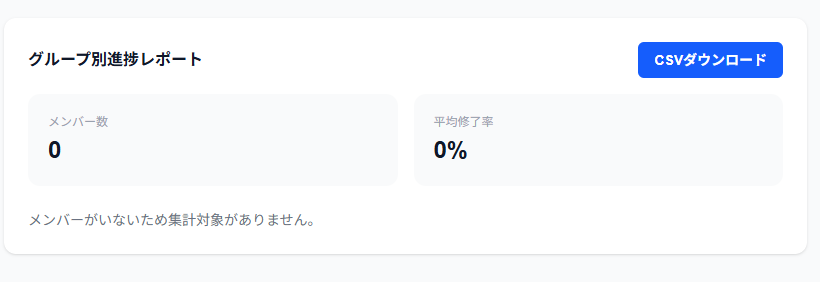 グループ別進捗レポート
CSVダウンロード
メンバー数
0
平均修了率
0%
メンバーがいないため集計対象がありません。